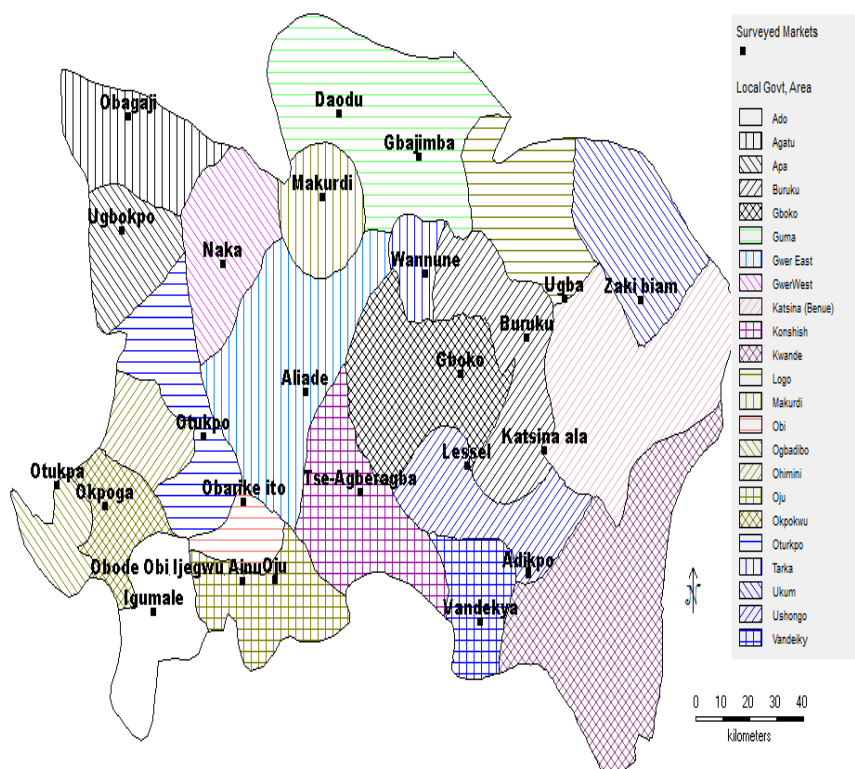 Surveyed Markets
Local Govt, Area
Ado
Agatu
Apa
Buruku
Gboko
Guma
Gwer East
GwerWest
Katsina (Benue)
Konshish
Kwande
Logo
Makurdi
Obi
Ogbadibo
Ohimini
Oju
Okpokwu
Oturkpo
Tarka
Ukum
Ushongo
Vandeiky
Obagaji
Daodu
Gbajimba
Makurdi
Ugbokpo
Naka
Wannune
Ugba
Zaki biam
Buruku
Gboko
Aliade
Otukpo
Katsina ala
Lessel
Otukpa
Okpoga
Obarike ito
Tse-Agberagba
Obode Obi Ijegwu
Ainu
Oju
Adikpo
Igumale
Vandekya
N
0 10 20 30 40
kilometers